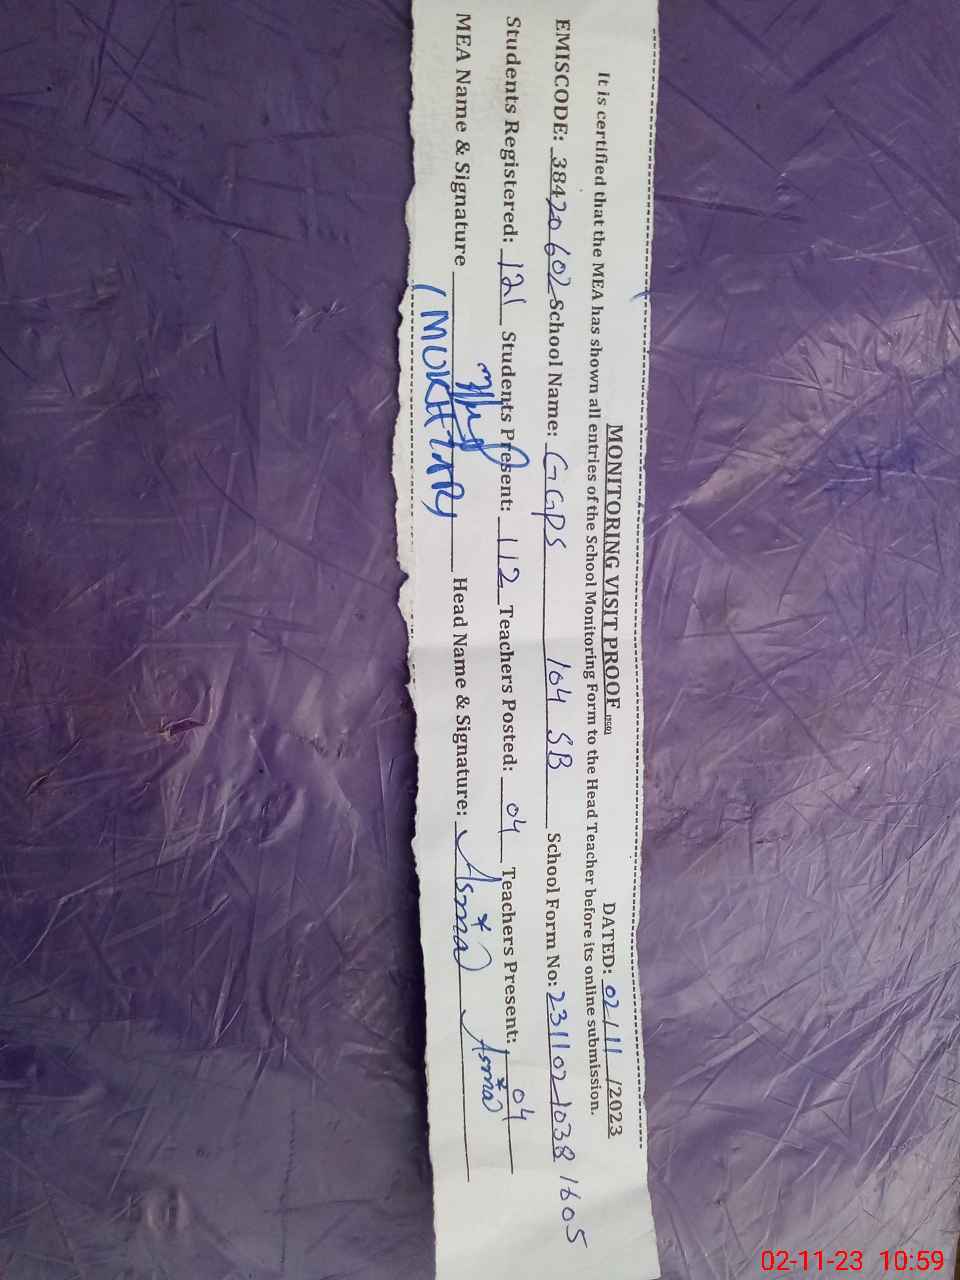 MONITORING VISIT PROOF DATED: 02/11/2023
It is certified that the MEA has shown all entries of the School Monitoring Form to the Head Teacher before its online submission.
EMISCODE: 38420602 School Name: GGPS 104 SB School Form No: 231102 1038 1605
Students Registered: 121 Students Present: 112 Teachers Posted: 04 Teachers Present: 04
MEA Name & Signature Head Name & Signature: Asma Asma
(MUKHTAR)
02-11-23 10:59